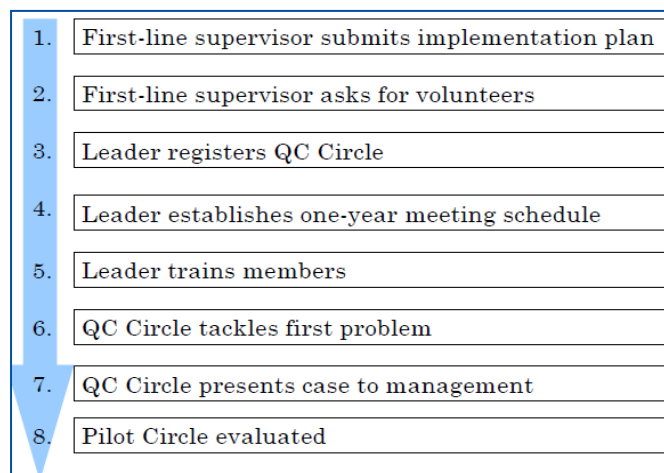 1. First-line supervisor submits implementation plan
2. First-line supervisor asks for volunteers
3. Leader registers QC Circle
4. Leader establishes one-year meeting schedule
5. Leader trains members
6. QC Circle tackles first problem
7. QC Circle presents case to management
8. Pilot Circle evaluated